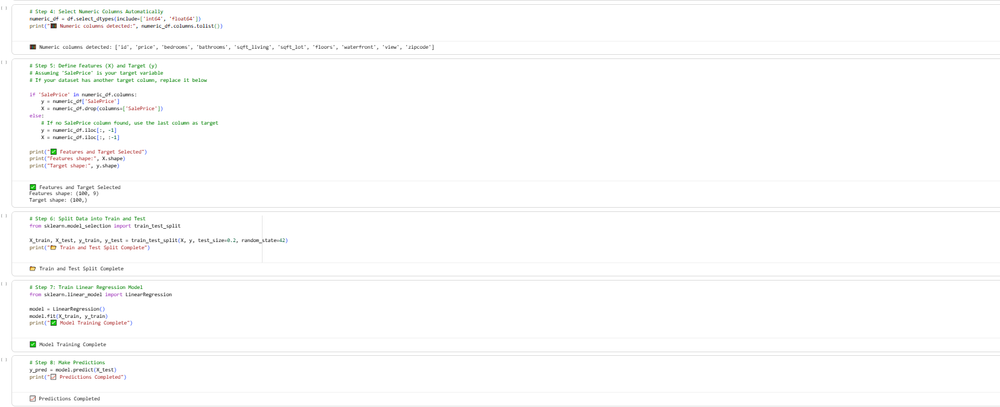 [ ]
# Step 4: Select Numeric Columns Automatically
numeric_df = df.select_dtypes(include=['int64', 'float64'])
print("🧮 Numeric columns detected:", numeric_df.columns.tolist())
🧮 Numeric columns detected: ['id', 'price', 'bedrooms', 'bathrooms', 'sqft_living', 'sqft_lot', 'floors', 'waterfront', 'view', 'zipcode']
[ ]
# Step 5: Define Features (X) and Target (y)
# Assuming 'SalePrice' is your target variable
# If your dataset has another target column, replace it below
if 'SalePrice' in numeric_df.columns:
    y = numeric_df['SalePrice']
    X = numeric_df.drop(columns=['SalePrice'])
else:
    # If no SalePrice column found, use the last column as target
    y = numeric_df.iloc[:, -1]
    X = numeric_df.iloc[:, :-1]
print("✅ Features and Target Selected")
print("Features shape:", X.shape)
print("Target shape:", y.shape)
✅ Features and Target Selected
Features shape: (100, 9)
Target shape: (100,)
[ ]
# Step 6: Split Data into Train and Test
from sklearn.model_selection import train_test_split
X_train, X_test, y_train, y_test = train_test_split(X, y, test_size=0.2, random_state=42)
print("📂 Train and Test Split Complete")
📂 Train and Test Split Complete
[ ]
# Step 7: Train Linear Regression Model
from sklearn.linear_model import LinearRegression
model = LinearRegression()
model.fit(X_train, y_train)
print("✅ Model Training Complete")
✅ Model Training Complete
[ ]
# Step 8: Make Predictions
y_pred = model.predict(X_test)
print("📈 Predictions Completed")
📈 Predictions Completed